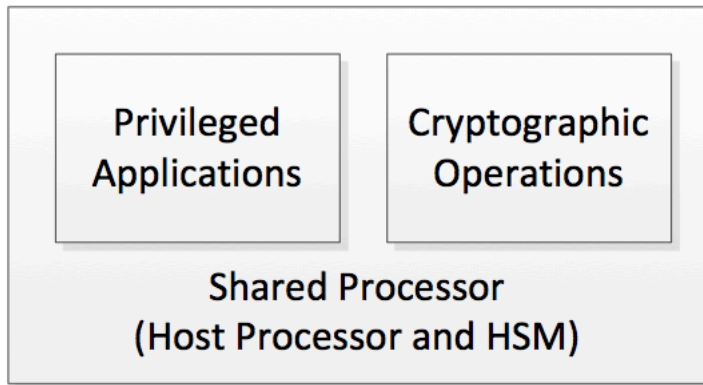 Privileged
Applications
Cryptographic
Operations
Shared Processor
(Host Processor and HSM)